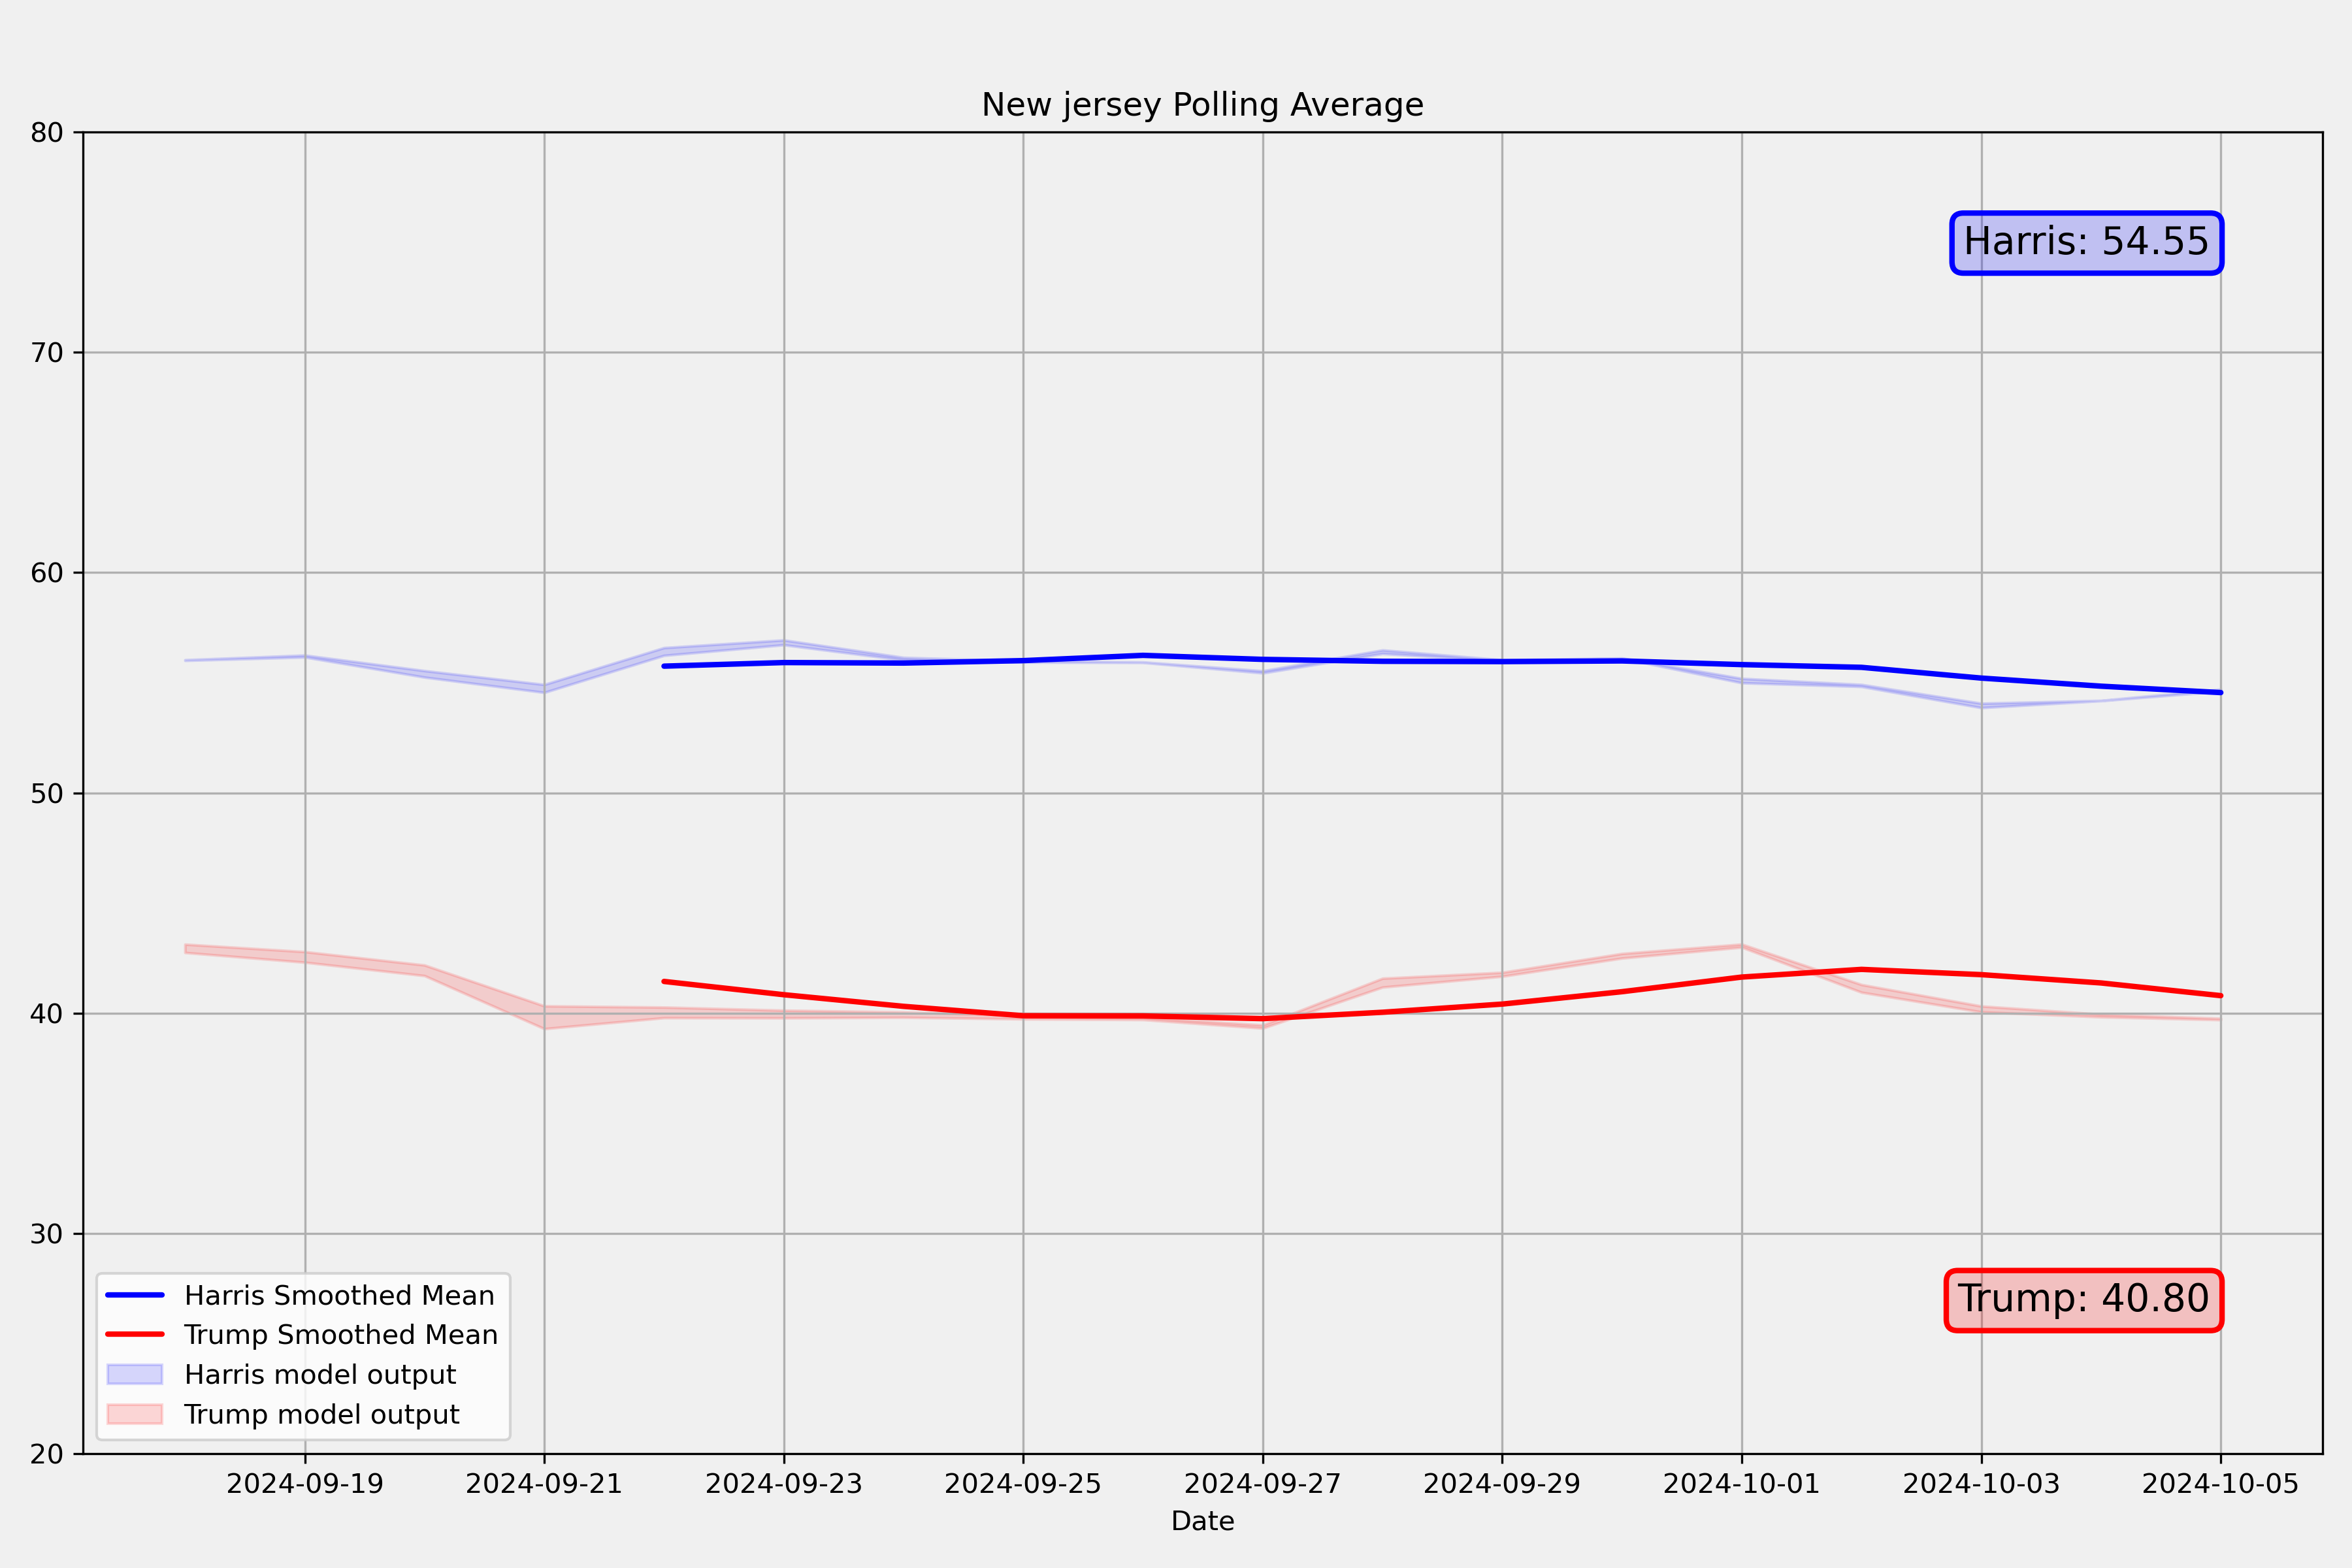 New jersey Polling Average
80
70
60
50
40
30
20
Harris: 54.55
Trump: 40.80
Harris Smoothed Mean
Trump Smoothed Mean
Harris model output
Trump model output
2024-09-19 2024-09-21 2024-09-23 2024-09-25 2024-09-27 2024-09-29 2024-10-01 2024-10-03 2024-10-05
Date